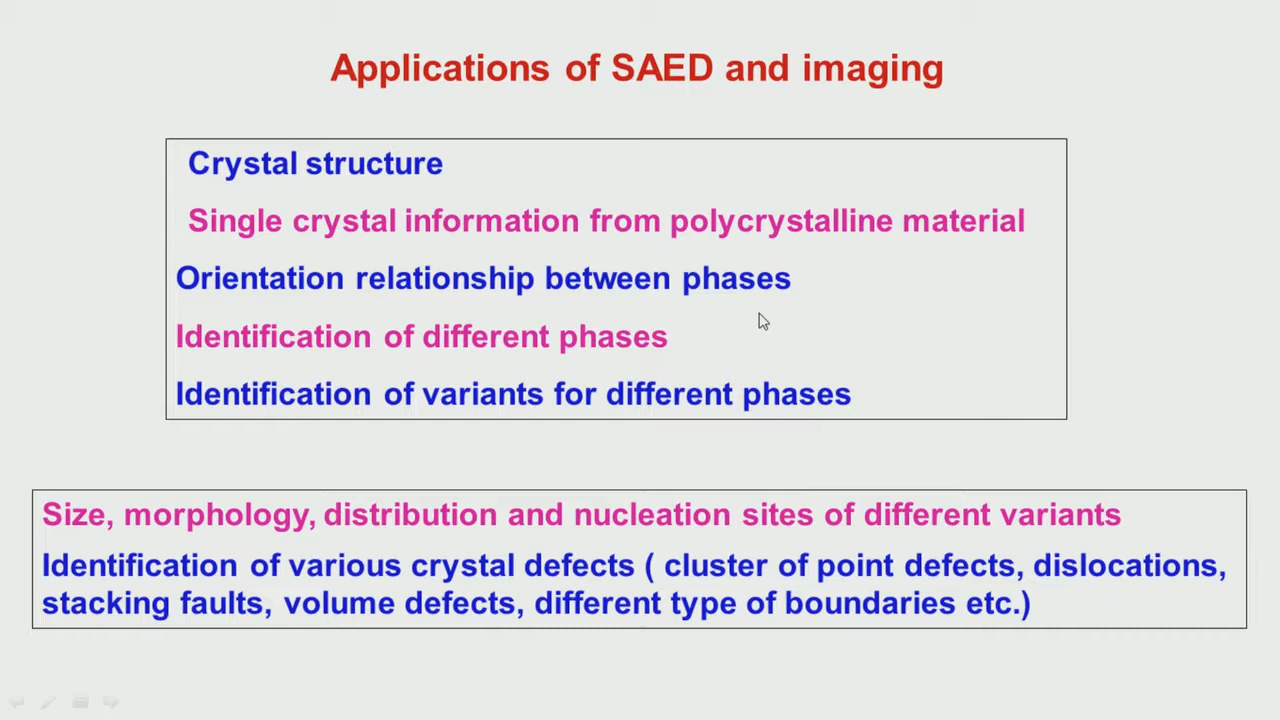 Applications of SAED and imaging
Crystal structure
Single crystal information from polycrystalline material
Orientation relationship between phases
Identification of different phases
Identification of variants for different phases
Size, morphology, distribution and nucleation sites of different variants
Identification of various crystal defects ( cluster of point defects, dislocations,
stacking faults, volume defects, different type of boundaries etc.)